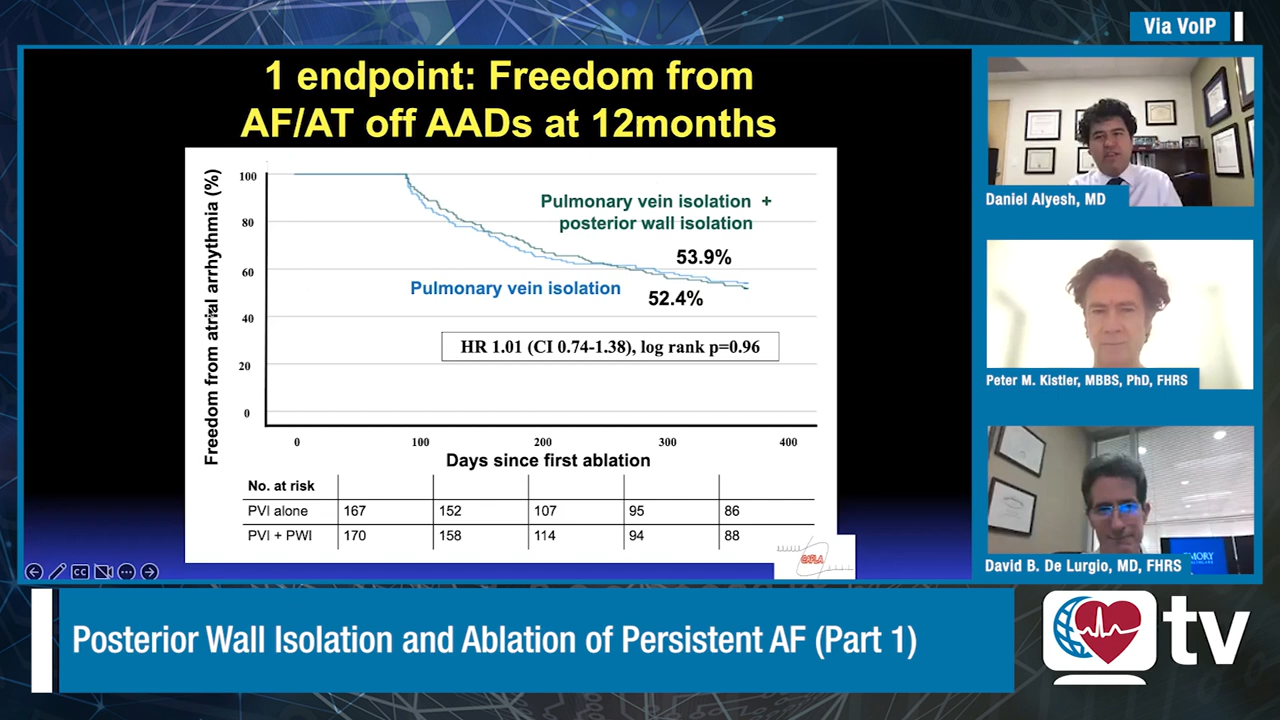 Via VoIP
1 endpoint: Freedom from
AF/AT off AADs at 12months
Freedom from atrial arrhythmia (%)
100
80
60
40
20
0
Pulmonary vein isolation +
posterior wall isolation
53.9%
Pulmonary vein isolation
52.4%
HR 1.01 (CI 0.74-1.38), log rank p=0.96
0 100 200 300 400
Days since first ablation
No. at risk
PVI alone 167 152 107 95 86
PVI + PWI 170 158 114 94 88
CC
Daniel Alyesh, MD
Peter M. Kistler, MBBS, PhD, FHRS
David B. De Lurgio, MD, FHRS
Posterior Wall Isolation and Ablation of Persistent AF (Part 1)
tv